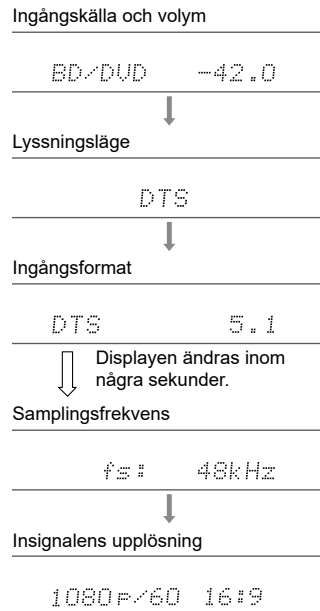 Ingångskälla och volym
BD/DVD -42.0
Lyssningsläge
DTS
Ingångsformat
DTS 5.1
Displayen ändras inom
några sekunder.
Samplingsfrekvens
fs: 48kHz
Insignalens upplösning
1080p/60 16:9